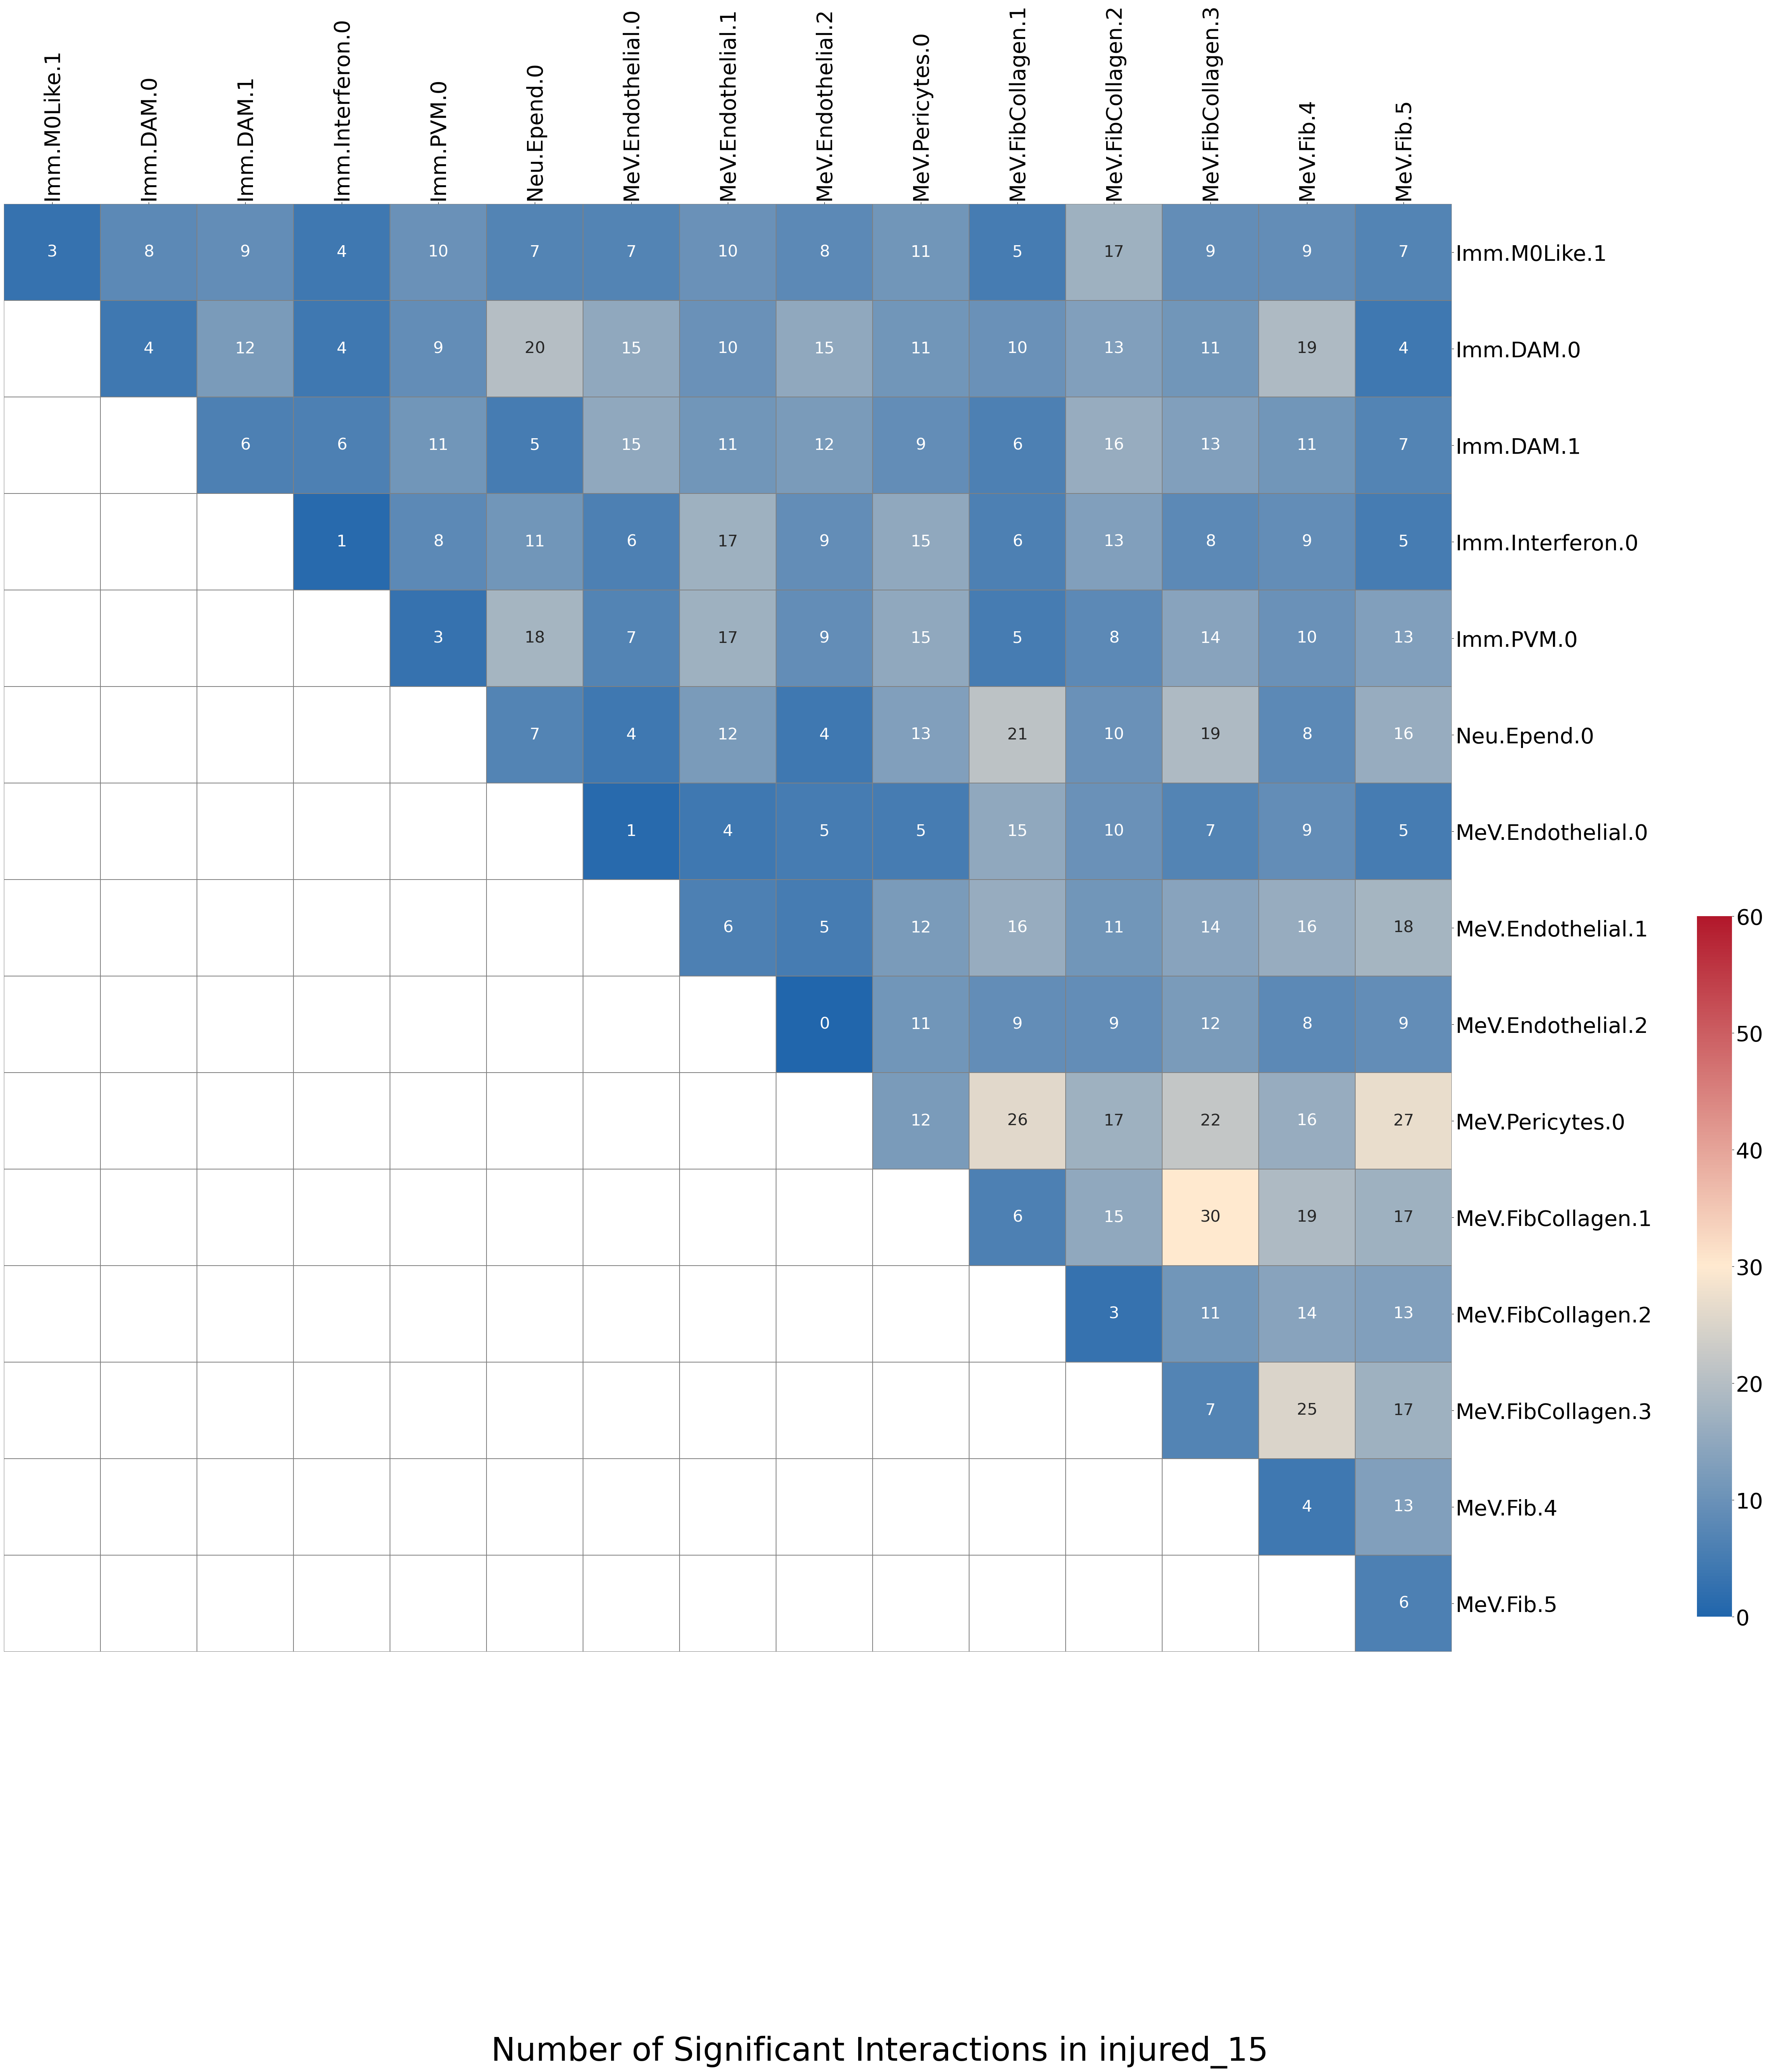 Imm.M0Like.1 Imm.DAM.0 Imm.DAM.1 Imm.Interferon.0 Imm.PVM.0 Neu.Epend.0 MeV.Endothelial.0 MeV.Endothelial.1 MeV.Endothelial.2 MeV.Pericytes.0 MeV.FibCollagen.1 MeV.FibCollagen.2 MeV.FibCollagen.3 MeV.Fib.4 MeV.Fib.5
3 8 9 4 10 7 7 10 8 11 5 17 9 9 7 Imm.M0Like.1
4 12 4 9 20 15 10 15 11 10 13 11 19 4 Imm.DAM.0
6 6 11 5 15 11 12 9 6 16 13 11 7 Imm.DAM.1
1 8 11 6 17 9 15 6 13 8 9 5 Imm.Interferon.0
3 18 7 17 9 15 5 8 14 10 13 Imm.PVM.0
7 4 12 4 13 21 10 19 8 16 Neu.Epend.0
1 4 5 5 15 10 7 9 5 MeV.Endothelial.0
6 5 12 16 11 14 16 18 MeV.Endothelial.1
0 11 9 9 12 8 9 MeV.Endothelial.2
12 26 17 22 16 27 MeV.Pericytes.0
6 15 30 19 17 MeV.FibCollagen.1
3 11 14 13 MeV.FibCollagen.2
7 25 17 MeV.FibCollagen.3
4 13 MeV.Fib.4
6 MeV.Fib.5
60
50
40
30
20
10
0
Number of Significant Interactions in injured_15